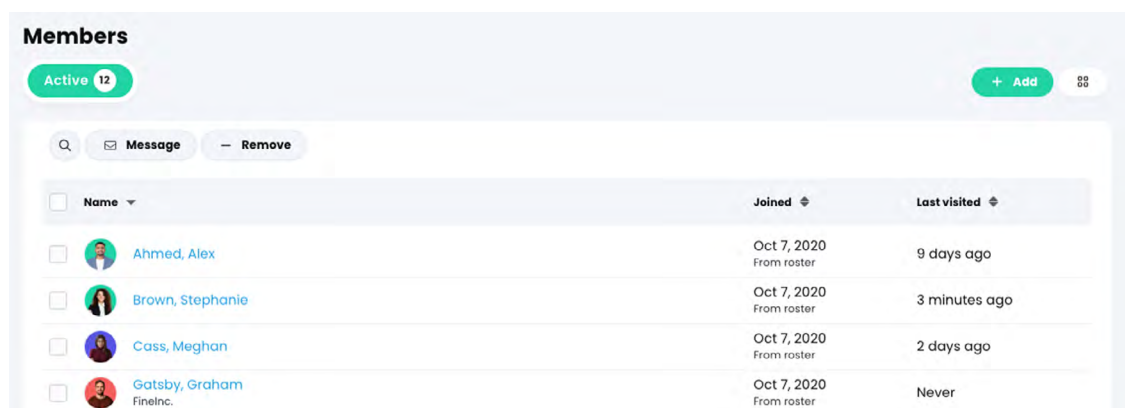 Members
Active 12
+ Add
Message
− Remove
Name
Joined
Last visited
Ahmed, Alex
Oct 7, 2020
From roster
9 days ago
Brown, Stephanie
Oct 7, 2020
From roster
3 minutes ago
Cass, Meghan
Oct 7, 2020
From roster
2 days ago
Gatsby, Graham
FineInc.
Oct 7, 2020
From roster
Never